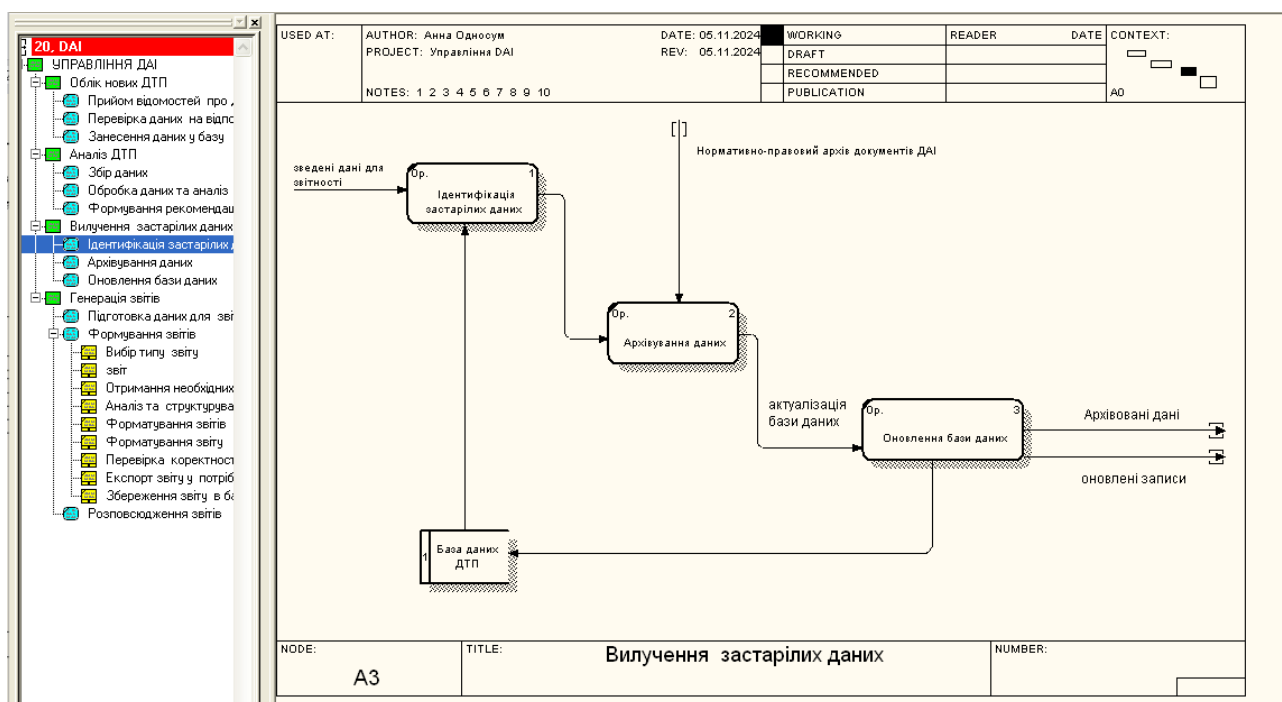 20, DAI
УПРАВЛІННЯ ДАІ
Облік нових ДТП
Прийом відомостей про
Перевірка даних на відпо
Занесення даних у базу
Аналіз ДТП
Збір даних
Обробка даних та аналіз
Формування рекомендац
Вилучення застарілих даних
Ідентифікація застарілих
Архівування даних
Оновлення бази даних
Генерація звітів
Підготовка даних для зві
Формування звітів
Вибір типу звіту
звіт
Отримання необхідних
Аналіз та структурува
Форматування звітів
Форматування звіту
Перевірка коректност
Експорт звіту у потріб
Збереження звіту в ба
Розповсюдження звітів
USED AT:
AUTHOR: Анна Односум
DATE: 05.11.2024
PROJECT: Управління DAI
REV: 05.11.2024
NOTES: 1 2 3 4 5 6 7 8 9 10
WORKING
DRAFT
RECOMMENDED
PUBLICATION
READER
DATE
CONTEXT:
A0
Нормативно-правовий архів документів ДАІ
зведені дані для
звітності
0р.
1
Ідентифікація
застарілих даних
0р.
2
Архівування даних
актуалізація
бази даних
0р.
3
Оновлення бази даних
Архівовані дані
оновлені записи
1
База даних
ДТП
NODE:
A3
TITLE:
Вилучення застарілих даних
NUMBER: